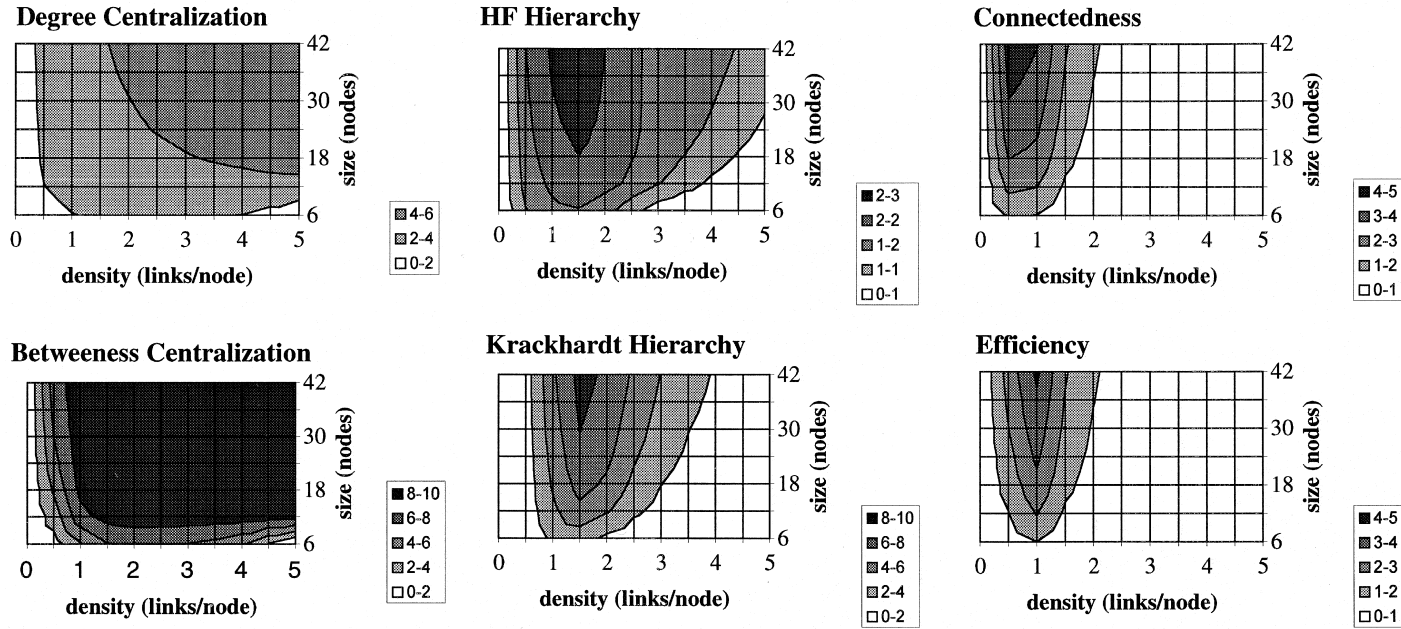 Degree Centralization
42
30
18
6
size (nodes)
0 1 2 3 4 5
density (links/node)
4-6
2-4
0-2
HF Hierarchy
42
30
18
6
size (nodes)
0 1 2 3 4 5
density (links/node)
2-3
2-2
1-2
1-1
0-1
Connectedness
42
30
18
6
size (nodes)
0 1 2 3 4 5
density (links/node)
4-5
3-4
2-3
1-2
0-1
Betweeness Centralization
42
30
18
6
size (nodes)
0 1 2 3 4 5
density (links/node)
8-10
6-8
4-6
2-4
0-2
Krackhardt Hierarchy
42
30
18
6
size (nodes)
0 1 2 3 4 5
density (links/node)
8-10
6-8
4-6
2-4
0-2
Efficiency
42
30
18
6
size (nodes)
0 1 2 3 4 5
density (links/node)
4-5
3-4
2-3
1-2
0-1